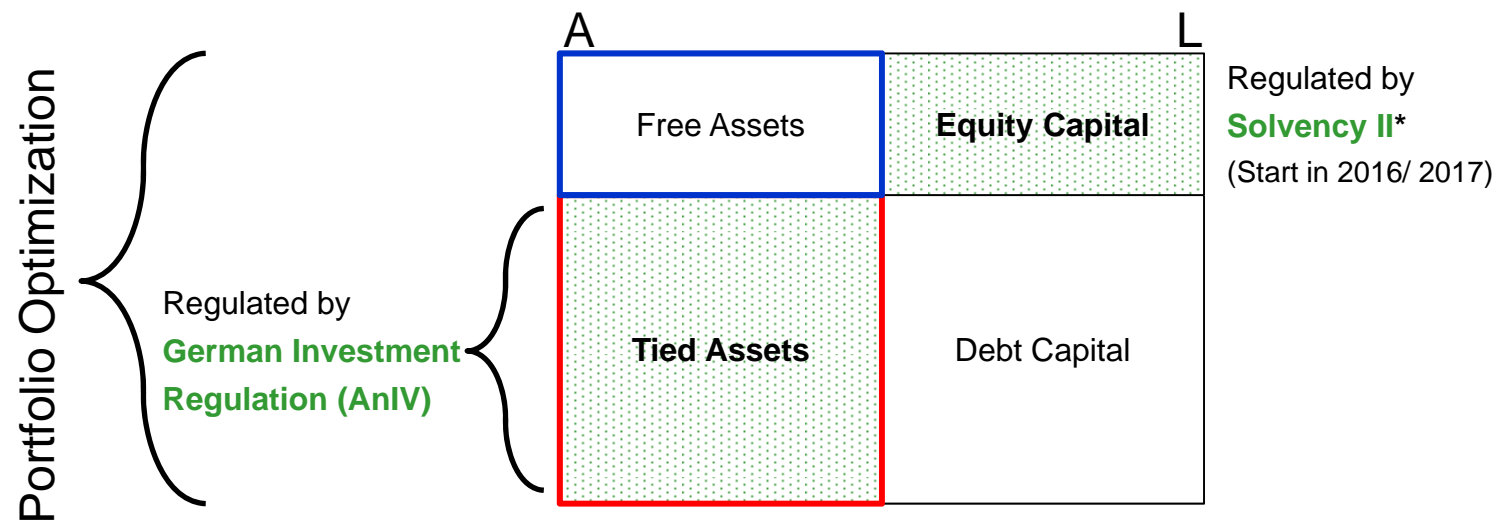 Portfolio Optimization
A
L
Free Assets
Equity Capital
Regulated by
Solvency II*
(Start in 2016/ 2017)
Regulated by
German Investment
Regulation (AnlV)
Tied Assets
Debt Capital